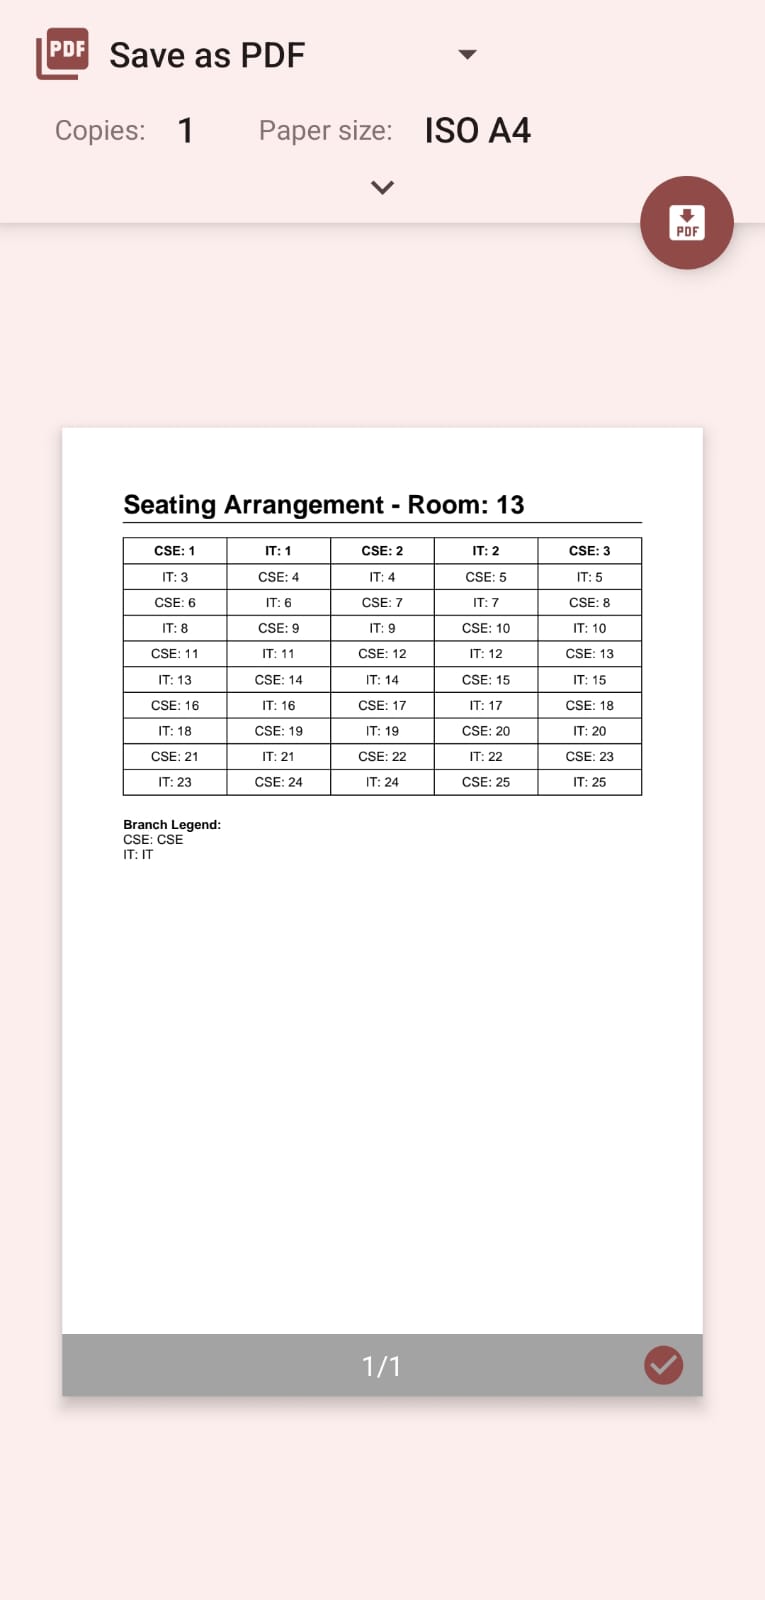 PDF Save as PDF
Copies: 1 Paper size: ISO A4
PDF
Seating Arrangement - Room: 13
CSE: 1 IT: 1 CSE: 2 IT: 2 CSE: 3
IT: 3 CSE: 4 IT: 4 CSE: 5 IT: 5
CSE: 6 IT: 6 CSE: 7 IT: 7 CSE: 8
IT: 8 CSE: 9 IT: 9 CSE: 10 IT: 10
CSE: 11 IT: 11 CSE: 12 IT: 12 CSE: 13
IT: 13 CSE: 14 IT: 14 CSE: 15 IT: 15
CSE: 16 IT: 16 CSE: 17 IT: 17 CSE: 18
IT: 18 CSE: 19 IT: 19 CSE: 20 IT: 20
CSE: 21 IT: 21 CSE: 22 IT: 22 CSE: 23
IT: 23 CSE: 24 IT: 24 CSE: 25 IT: 25
Branch Legend:
CSE: CSE
IT: IT
1/1